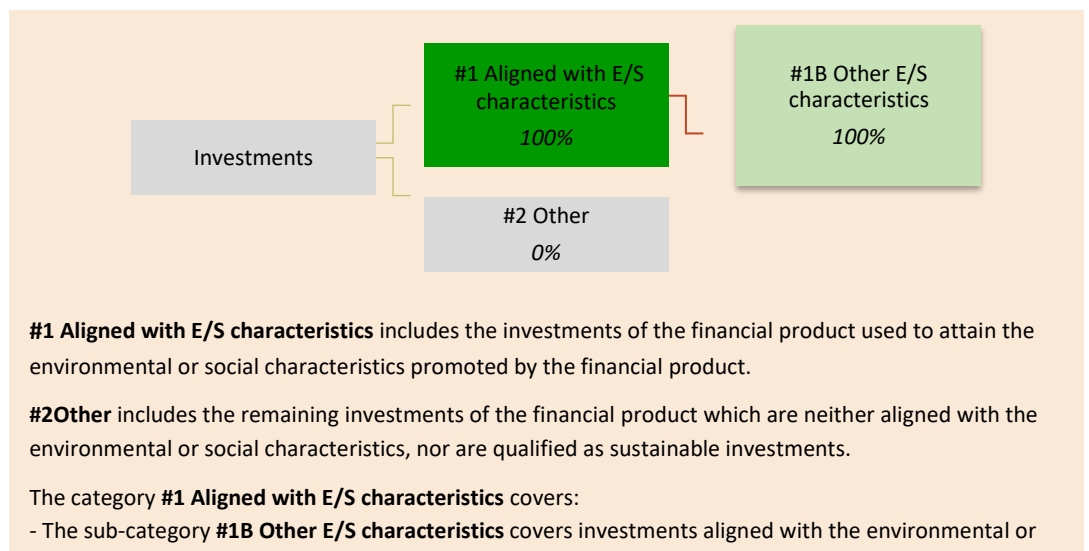 #1 Aligned with E/S
characteristics
100%
#1B Other E/S
characteristics
100%
Investments
#2 Other
0%
#1 Aligned with E/S characteristics includes the investments of the financial product used to attain the
environmental or social characteristics promoted by the financial product.
#2Other includes the remaining investments of the financial product which are neither aligned with the
environmental or social characteristics, nor are qualified as sustainable investments.
The category #1 Aligned with E/S characteristics covers:
- The sub-category #1B Other E/S characteristics covers investments aligned with the environmental or